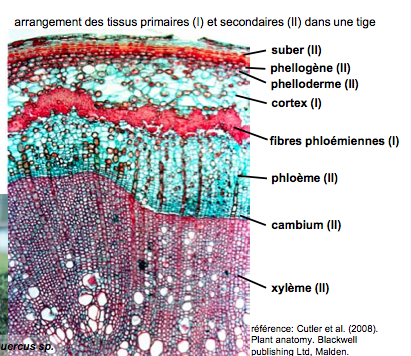 arrangement des tissus primaires (I) et secondaires (II) dans une tige
suber (II)
phellogène (II)
phelloderme (II)
cortex (I)
fibres phloémiennes (I)
phloème (II)
cambium (II)
xylème (II)
uercus sp.
référence: Cutler et al. (2008).
Plant anatomy. Blackwell
publishing Ltd, Malden.